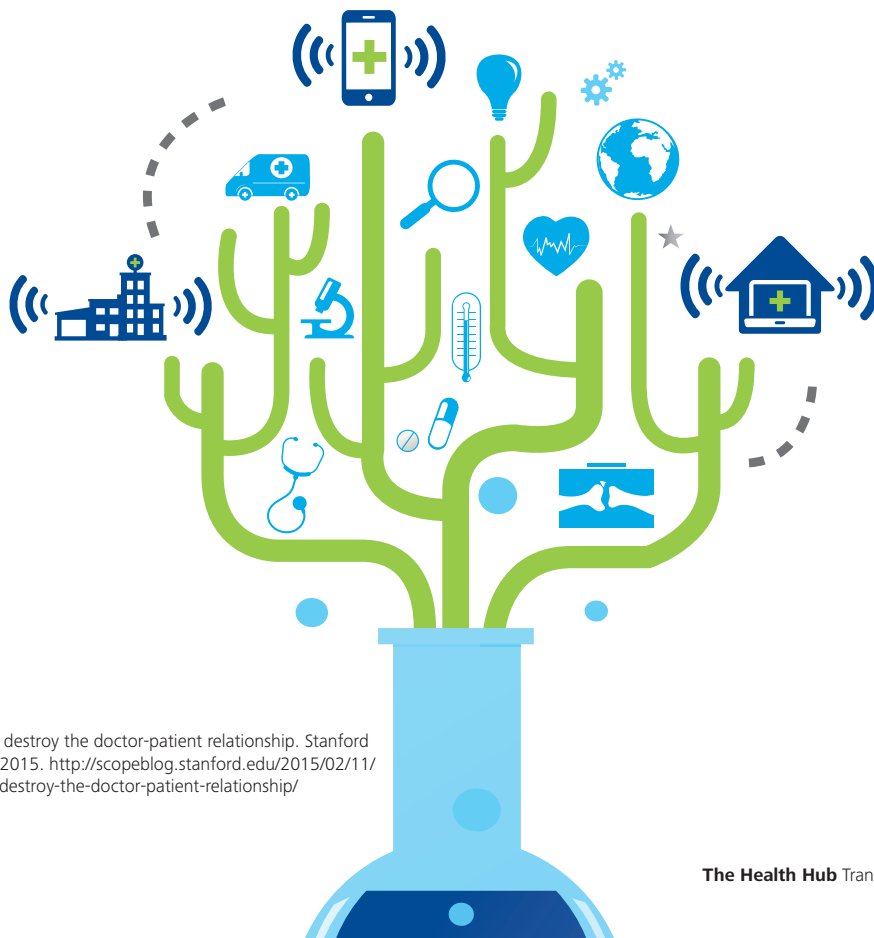 destroy the doctor-patient relationship. Stanford
2015. http://scopeblog.stanford.edu/2015/02/11/
destroy-the-doctor-patient-relationship/
The Health Hub Tran